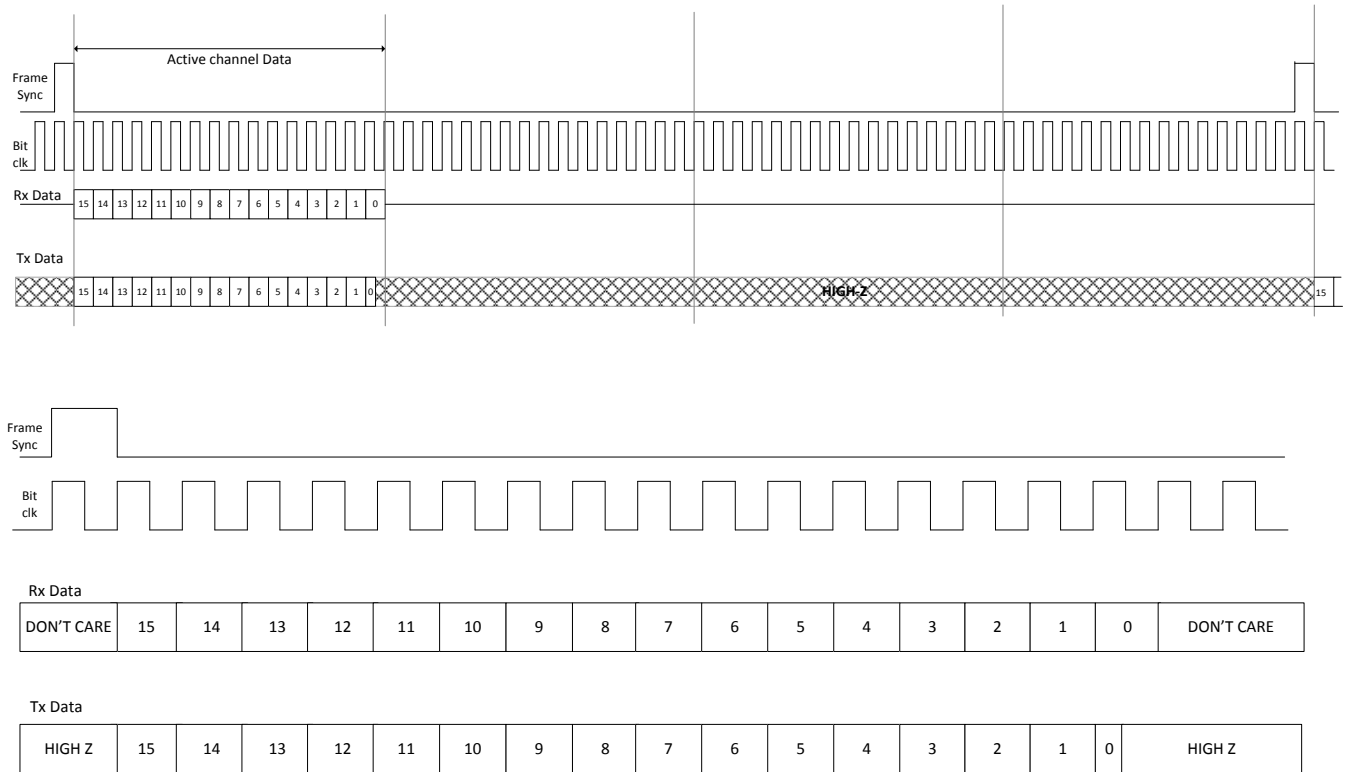 Active channel Data
Frame
Sync
Bit
clk
Rx Data
15 14 13 12 11 10 9 8 7 6 5 4 3 2 1 0
Tx Data
15 14 13 12 11 10 9 8 7 6 5 4 3 2 1 0 HIGH-Z 15
Frame
Sync
Bit
clk
Rx Data
DON'T CARE 15 14 13 12 11 10 9 8 7 6 5 4 3 2 1 0 DON'T CARE
Tx Data
HIGH Z 15 14 13 12 11 10 9 8 7 6 5 4 3 2 1 0 HIGH Z